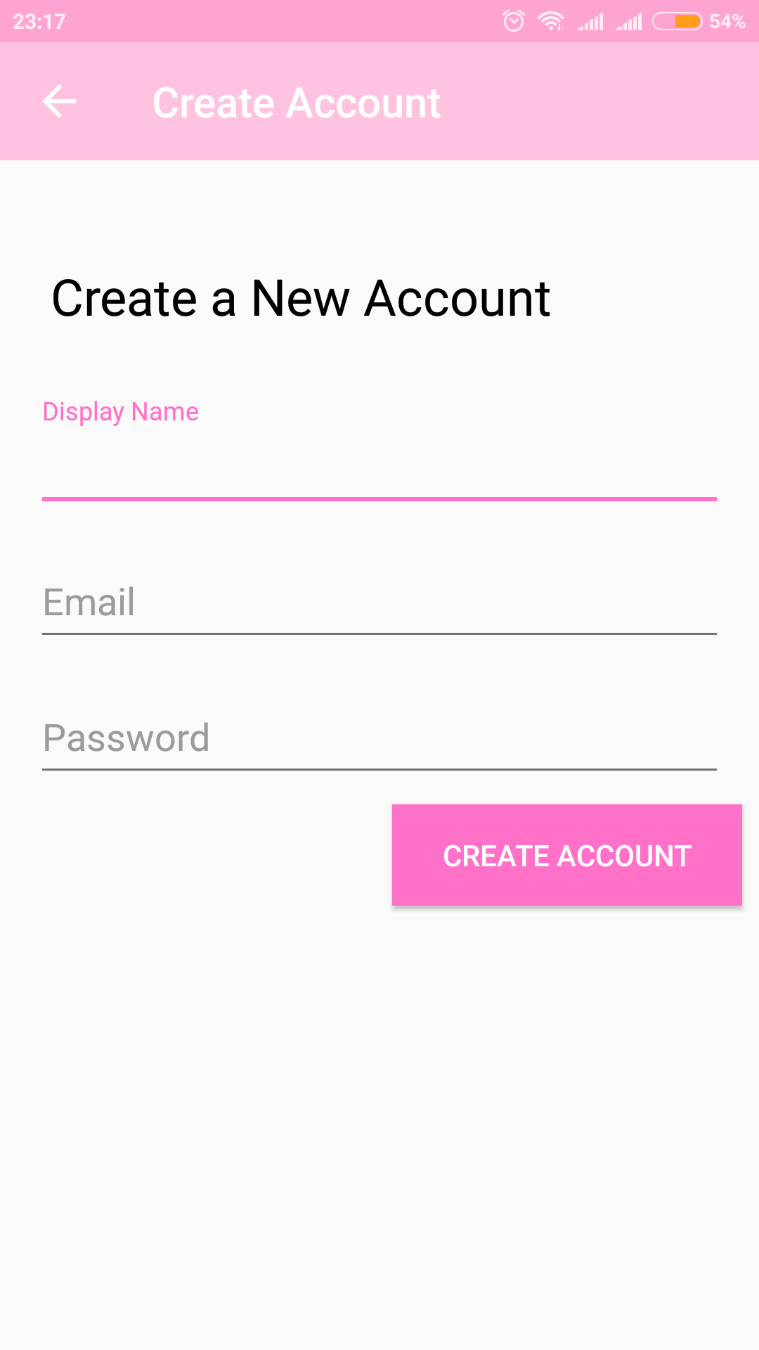 23:17 54%
Create Account
Create a New Account
Display Name
Email
Password
CREATE ACCOUNT